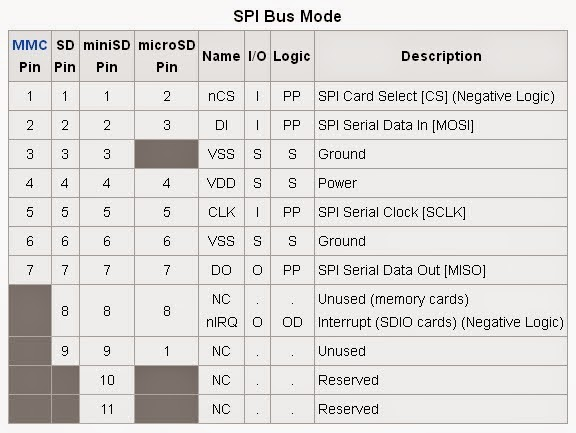 SPI Bus Mode
MMC Pin SD Pin miniSD Pin microSD Pin Name I/O Logic Description
1 1 1 2 nCS I PP SPI Card Select [CS] (Negative Logic)
2 2 2 3 DI I PP SPI Serial Data In [MOSI]
3 3 3 VSS S S Ground
4 4 4 4 VDD S S Power
5 5 5 5 CLK I PP SPI Serial Clock [SCLK]
6 6 6 6 VSS S S Ground
7 7 7 7 DO O PP SPI Serial Data Out [MISO]
8 8 8 NC . . Unused (memory cards)
nIRQ O OD Interrupt (SDIO cards) (Negative Logic)
9 9 1 NC . . Unused
10 NC . . Reserved
11 NC . . Reserved